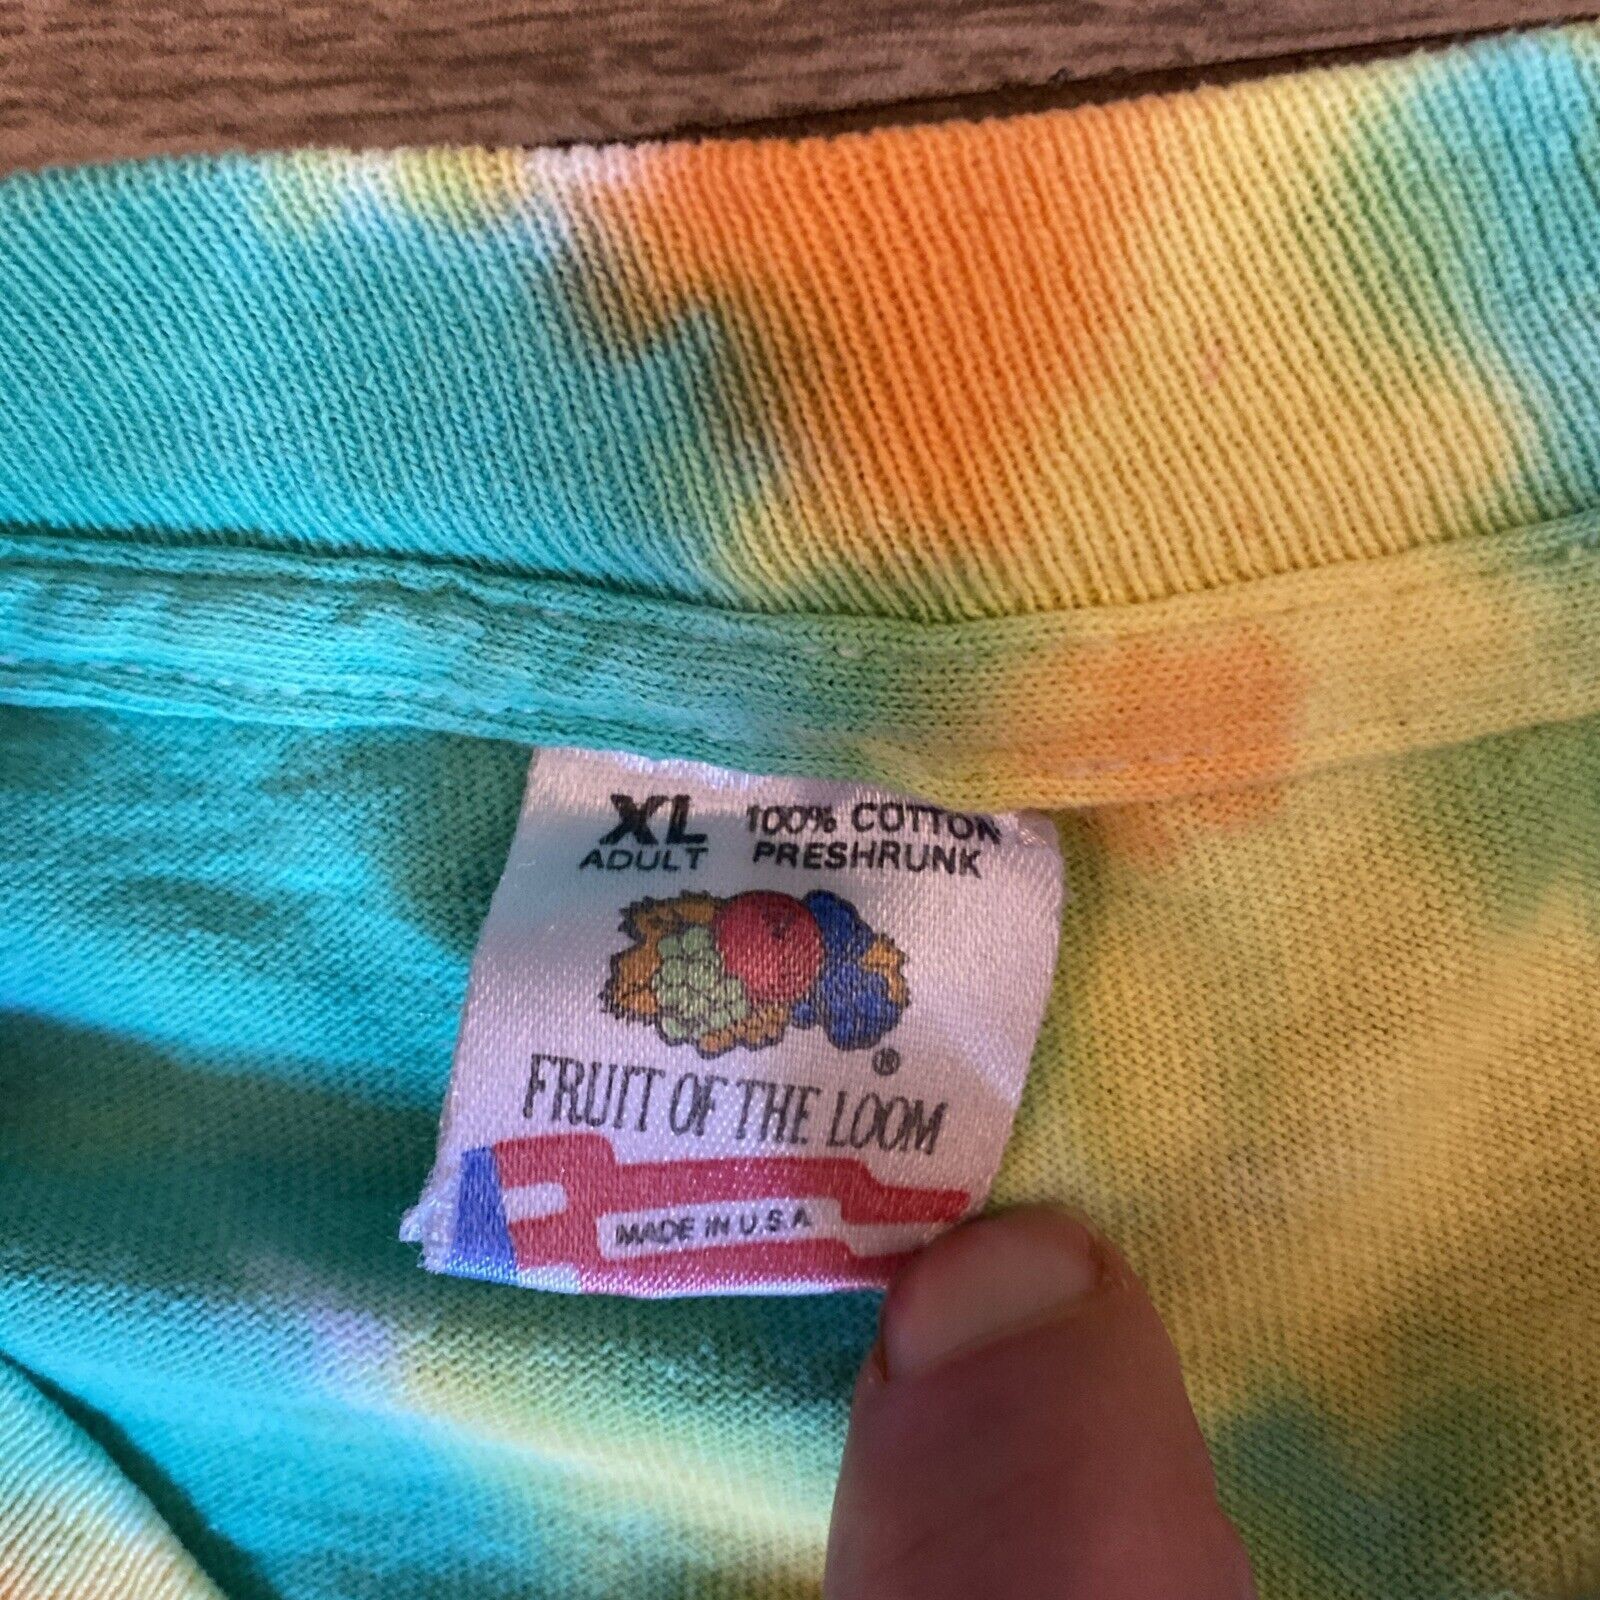 XL 100% COTTON
ADULT PRESHRUNK
®
FRUIT OF THE LOOM
MADE IN U.S.A